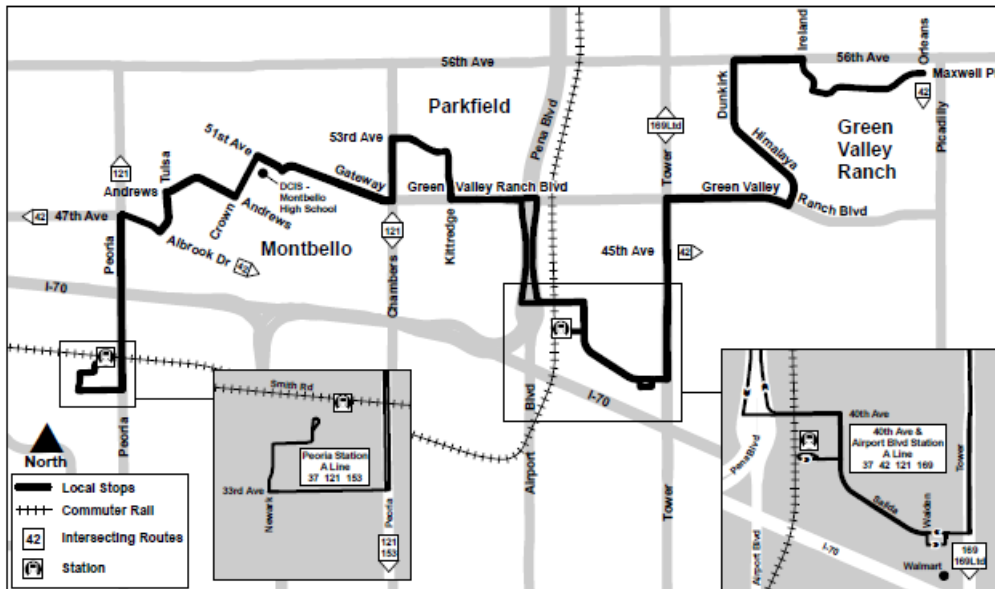 56th Ave
Ireland
Orleans
56th Ave
Maxwell Pl
42
Dunkirk
Picadilly
Parkfield
Pena Blvd
Green
Valley
Ranch
51st Ave
53rd Ave
169Ltd
Himalaya
121
Tulsa
Tower
DCIS -
Montbello
High School
Gateway
Green Valley Ranch Blvd
Green Valley
Ranch Blvd
Andrews
Andrews
Crown
42
47th Ave
Peoria
Albrook Dr
42
Montbello
121
Kittredge
45th Ave
42
I-70
Chambers
I-70
Peoria
Airport Blvd
Tower
North
Local Stops
Commuter Rail
42
Intersecting Routes
Station
Smith Rd
Peoria Station
A Line
37 121 153
33rd Ave
Newark
Peoria
121
153
40th Ave
40th Ave &
Airport Blvd Station
A Line
37 42 121 169
Pena Blvd
Tower
Salida
Walden
I-70
Airport Blvd
Walmart
169
169Ltd